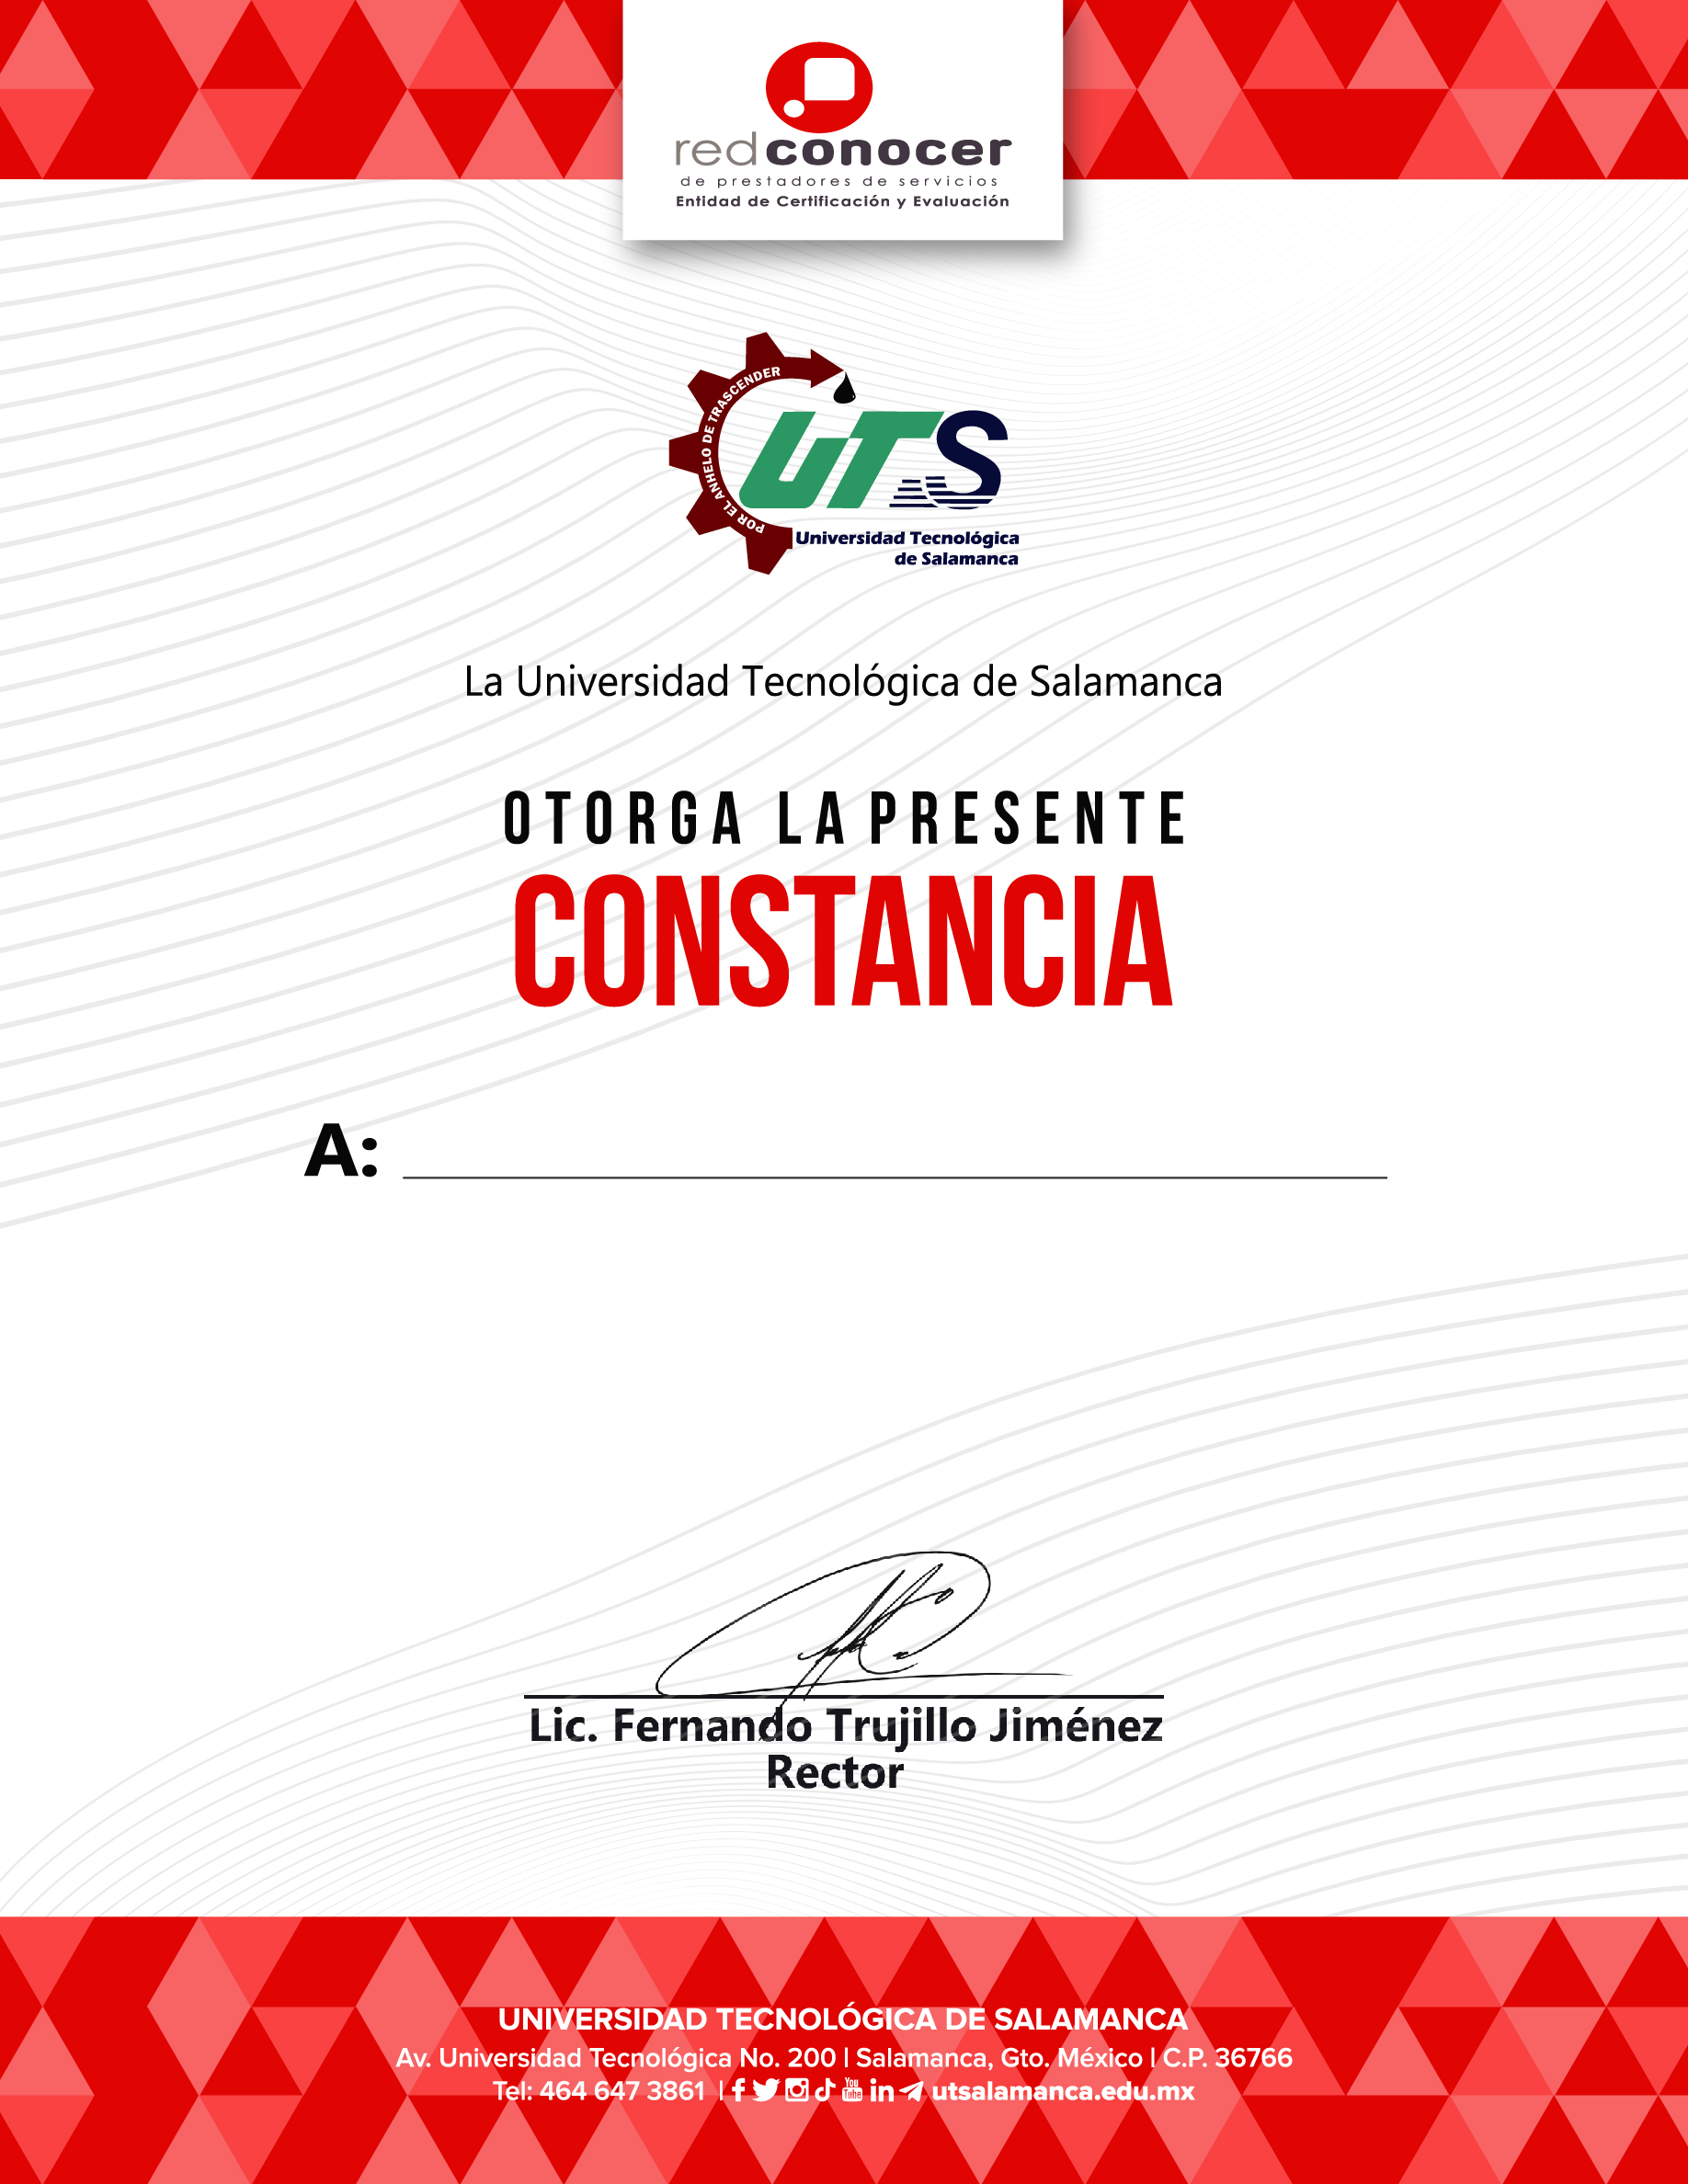 redconocer
de prestadores de servicios
Entidad de Certificación y Evaluación
POR EL ANHELO DE TRASCENDER
UTS
Universidad Tecnológica
de Salamanca
La Universidad Tecnológica de Salamanca
OTORGA LA PRESENTE
CONSTANCIA
A:
Lic. Fernando Trujillo Jiménez
Rector
UNIVERSIDAD TECNOLÓGICA DE SALAMANCA
Av. Universidad Tecnológica No. 200 | Salamanca, Gto. México | C.P. 36766
Tel: 464 647 3861 | You Tube in utsalamanca.edu.mx